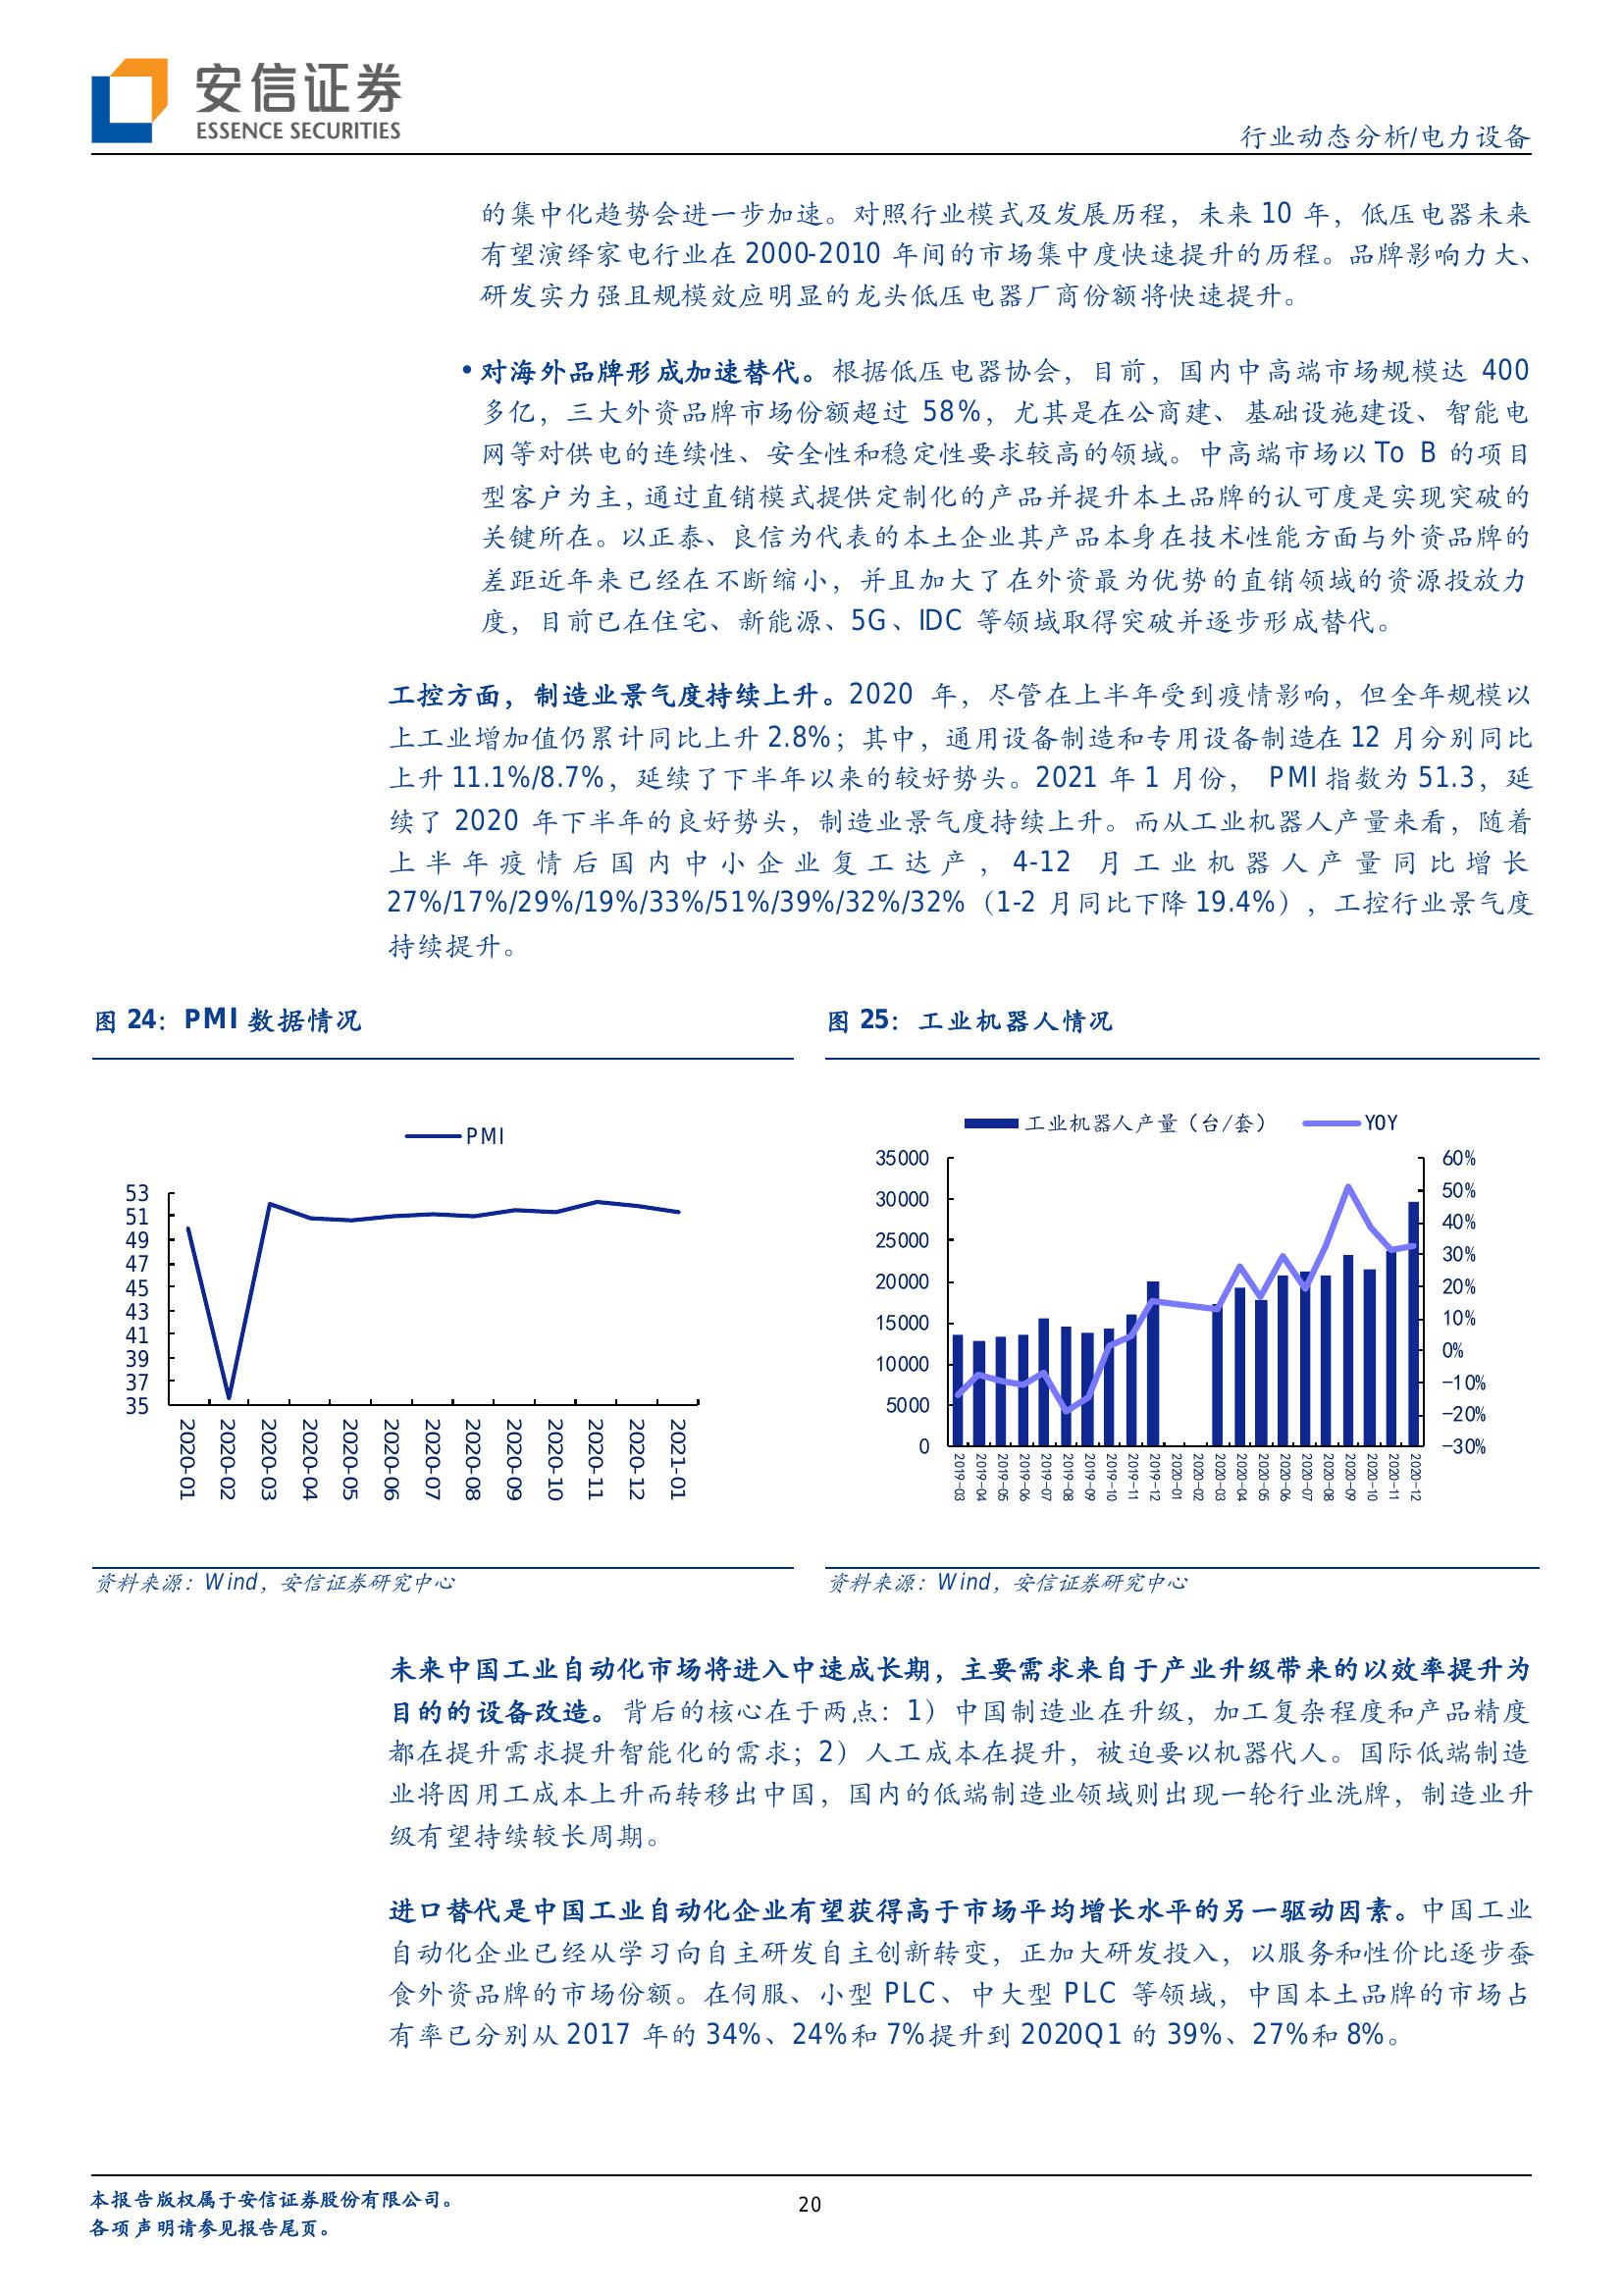 安信证券
ESSENCE SECURITIES
行业动态分析/电力设备
的集中化趋势会进一步加速。对照行业模式及发展历程，未来 10 年，低压电器未来
有望演绎家电行业在 2000-2010 年间的市场集中度快速提升的历程。品牌影响力大、
研发实力强且规模效应明显的龙头低压电器厂商份额将快速提升。
•对海外品牌形成加速替代。根据低压电器协会，目前，国内中高端市场规模达 400
多亿，三大外资品牌市场份额超过 58%，尤其是在公商建、基础设施建设、智能电
网等对供电的连续性、安全性和稳定性要求较高的领域。中高端市场以 To B 的项目
型客户为主，通过直销模式提供定制化的产品并提升本土品牌的认可度是实现突破的
关键所在。以正泰、良信为代表的本土企业其产品本身在技术性能方面与外资品牌的
差距近年来已经在不断缩小，并且加大了在外资最为优势的直销领域的资源投放力
度，目前已在住宅、新能源、5G、IDC 等领域取得突破并逐步形成替代。
工控方面，制造业景气度持续上升。2020 年，尽管在上半年受到疫情影响，但全年规模以
上工业增加值仍累计同比上升 2.8%；其中，通用设备制造和专用设备制造在 12 月分别同比
上升 11.1%/8.7%，延续了下半年以来的较好势头。2021 年 1 月份， PMI 指数为 51.3，延
续了 2020 年下半年的良好势头，制造业景气度持续上升。而从工业机器人产量来看，随着
上半年疫情后国内中小企业复工达产，4-12 月工业机器人产量同比增长
27%/17%/29%/19%/33%/51%/39%/32%/32%（1-2 月同比下降 19.4%），工控行业景气度
持续提升。
图 24：PMI 数据情况
PMI
53
51
49
47
45
43
41
39
37
35
2020-01
2020-02
2020-03
2020-04
2020-05
2020-06
2020-07
2020-08
2020-09
2020-10
2020-11
2020-12
2021-01
资料来源：Wind，安信证券研究中心
图 25：工业机器人情况
工业机器人产量（台/套）
YOY
35000
30000
25000
20000
15000
10000
5000
0
60%
50%
40%
30%
20%
10%
0%
-10%
-20%
-30%
2019-03
2019-04
2019-05
2019-06
2019-07
2019-08
2019-09
2019-10
2019-11
2019-12
2020-01
2020-02
2020-03
2020-04
2020-05
2020-06
2020-07
2020-08
2020-09
2020-10
2020-11
2020-12
资料来源：Wind，安信证券研究中心
未来中国工业自动化市场将进入中速成长期，主要需求来自于产业升级带来的以效率提升为
目的的设备改造。背后的核心在于两点：1）中国制造业在升级，加工复杂程度和产品精度
都在提升需求提升智能化的需求；2）人工成本在提升，被迫要以机器代人。国际低端制造
业将因用工成本上升而转移出中国，国内的低端制造业领域则出现一轮行业洗牌，制造业升
级有望持续较长周期。
进口替代是中国工业自动化企业有望获得高于市场平均增长水平的另一驱动因素。中国工业
自动化企业已经从学习向自主研发自主创新转变，正加大研发投入，以服务和性价比逐步蚕
食外资品牌的市场份额。在伺服、小型 PLC、中大型 PLC 等领域，中国本土品牌的市场占
有率已分别从 2017 年的 34%、24%和 7%提升到 2020Q1 的 39%、27%和 8%。
本报告版权属于安信证券股份有限公司。
各项声明请参见报告尾页。
20